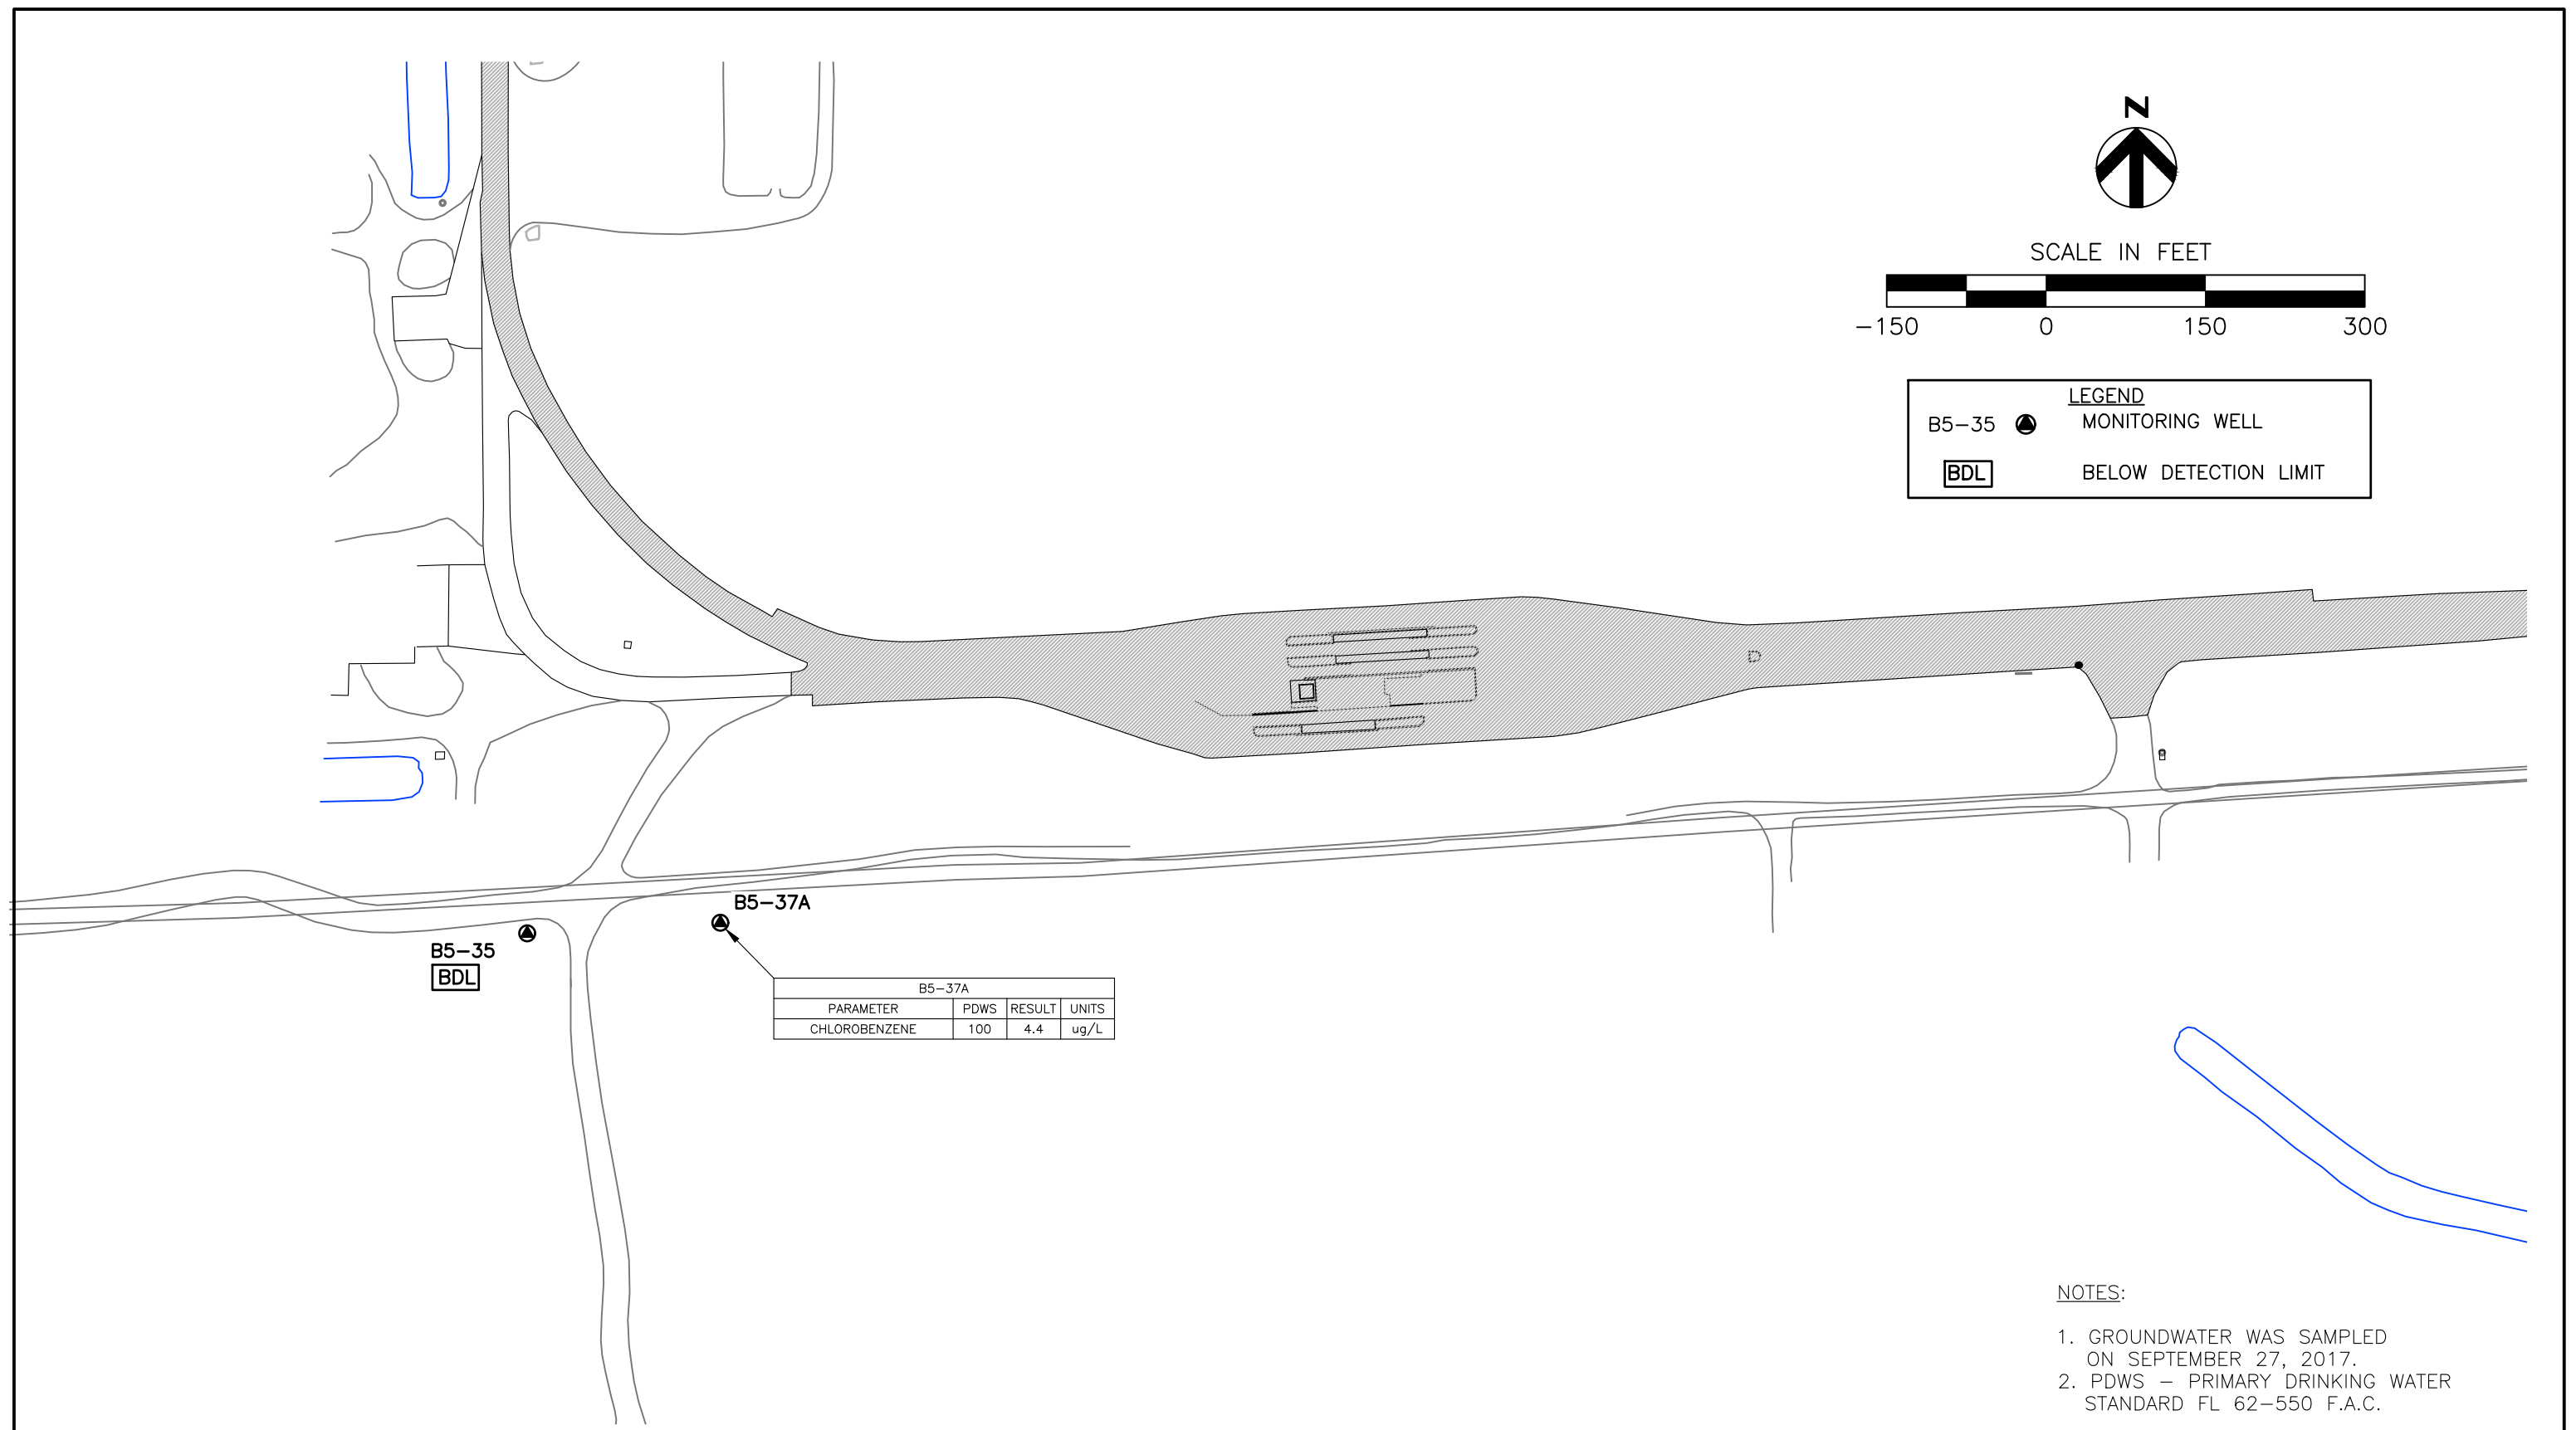 N
SCALE IN FEET
-150 0 150 300
LEGEND
B5-35 MONITORING WELL
BDL BELOW DETECTION LIMIT
B5-37A
B5-35
BDL
B5-37A
PARAMETER PDWS RESULT UNITS
CHLOROBENZENE 100 4.4 ug/L
NOTES:
1. GROUNDWATER WAS SAMPLED
ON SEPTEMBER 27, 2017.
2. PDWS - PRIMARY DRINKING WATER
STANDARD FL 62-550 F.A.C.